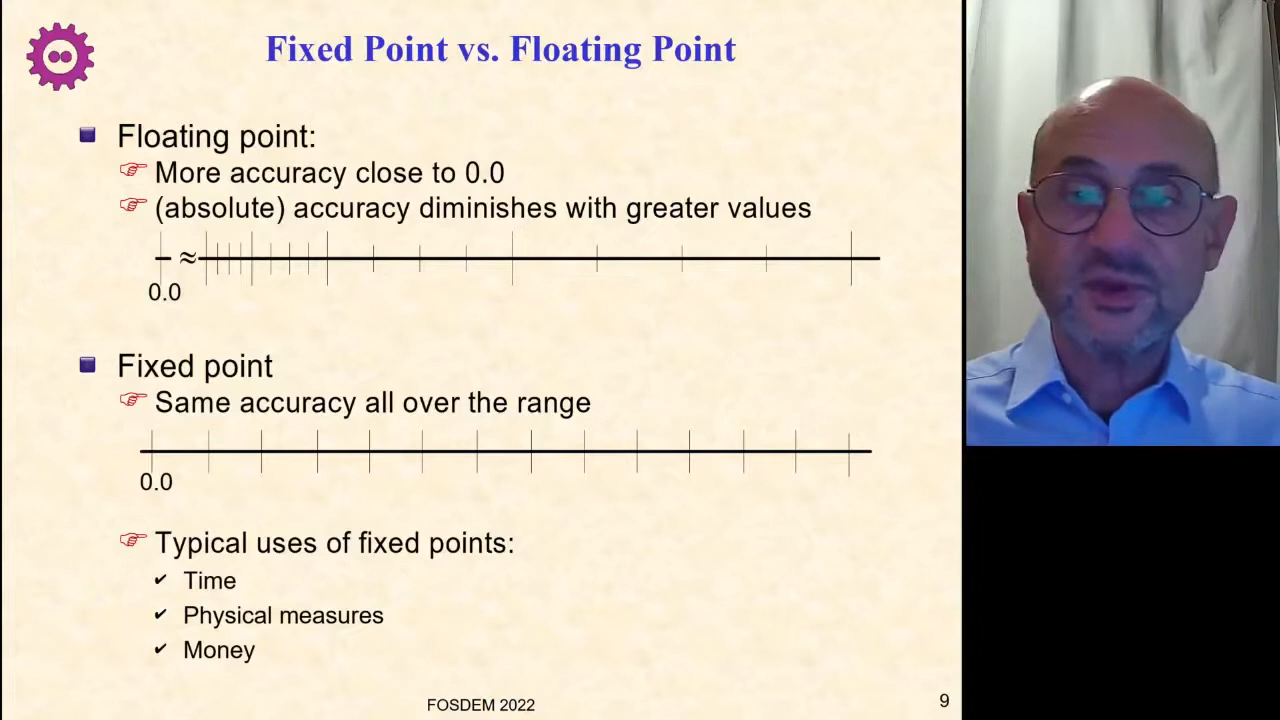 Fixed Point vs. Floating Point
Floating point:
More accuracy close to 0.0
(absolute) accuracy diminishes with greater values
≈
0.0
Fixed point
Same accuracy all over the range
0.0
Typical uses of fixed points:
Time
Physical measures
Money
FOSDEM 2022
9